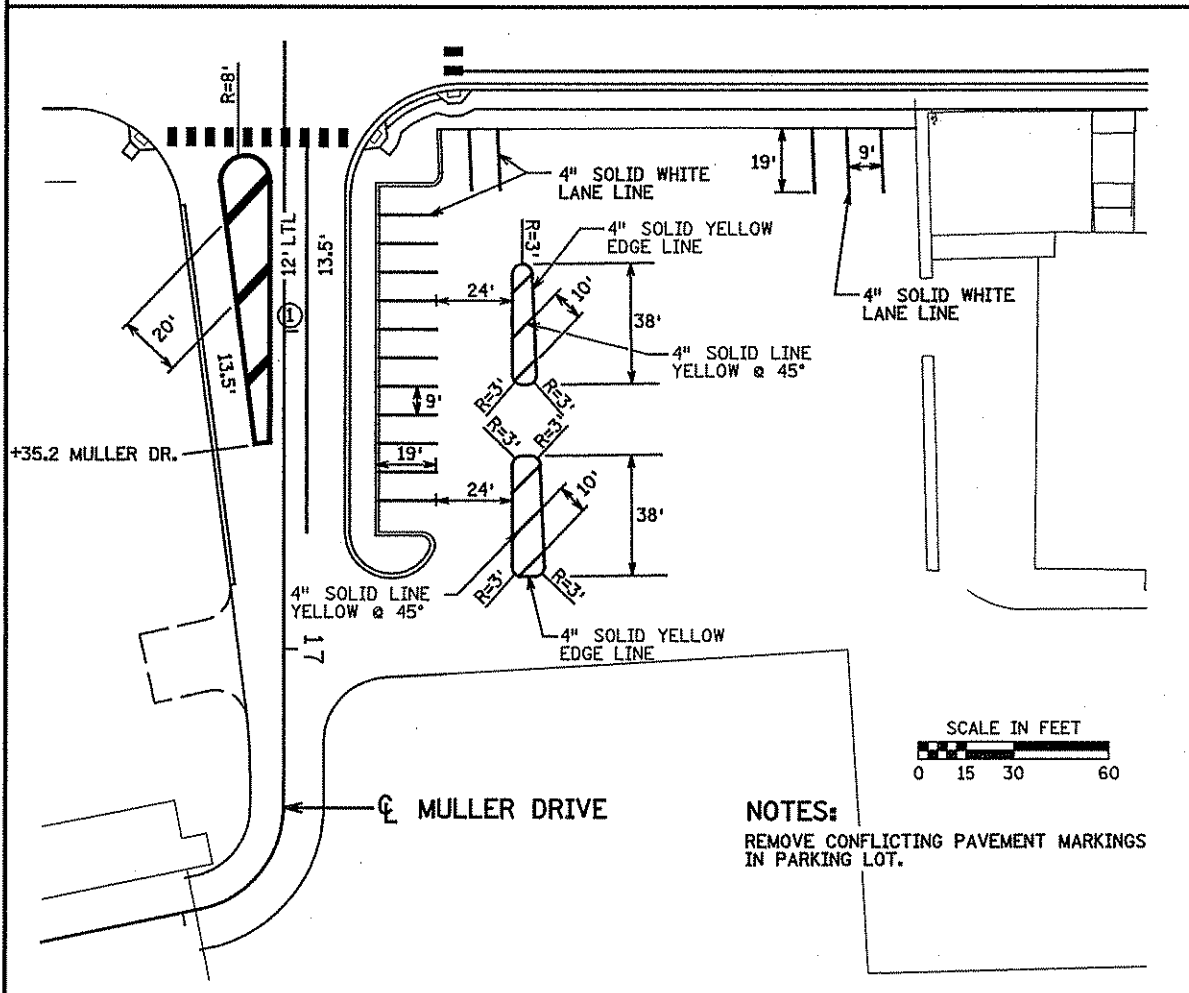 R=8'
12' LTL
13.5'
1
20'
13.5'
+35.2 MULLER DR.
4" SOLID WHITE
LANE LINE
19'
9'
4" SOLID WHITE
LANE LINE
R=3'
4" SOLID YELLOW
EDGE LINE
24'
10'
38'
4" SOLID LINE
YELLOW @ 45°
R=3'
R=3'
9'
R=3'
R=3'
19'
24'
10'
38'
R=3'
R=3'
4" SOLID LINE
YELLOW @ 45°
4" SOLID YELLOW
EDGE LINE
17
SCALE IN FEET
0 15 30 60
℄ MULLER DRIVE
NOTES:
REMOVE CONFLICTING PAVEMENT MARKINGS
IN PARKING LOT.